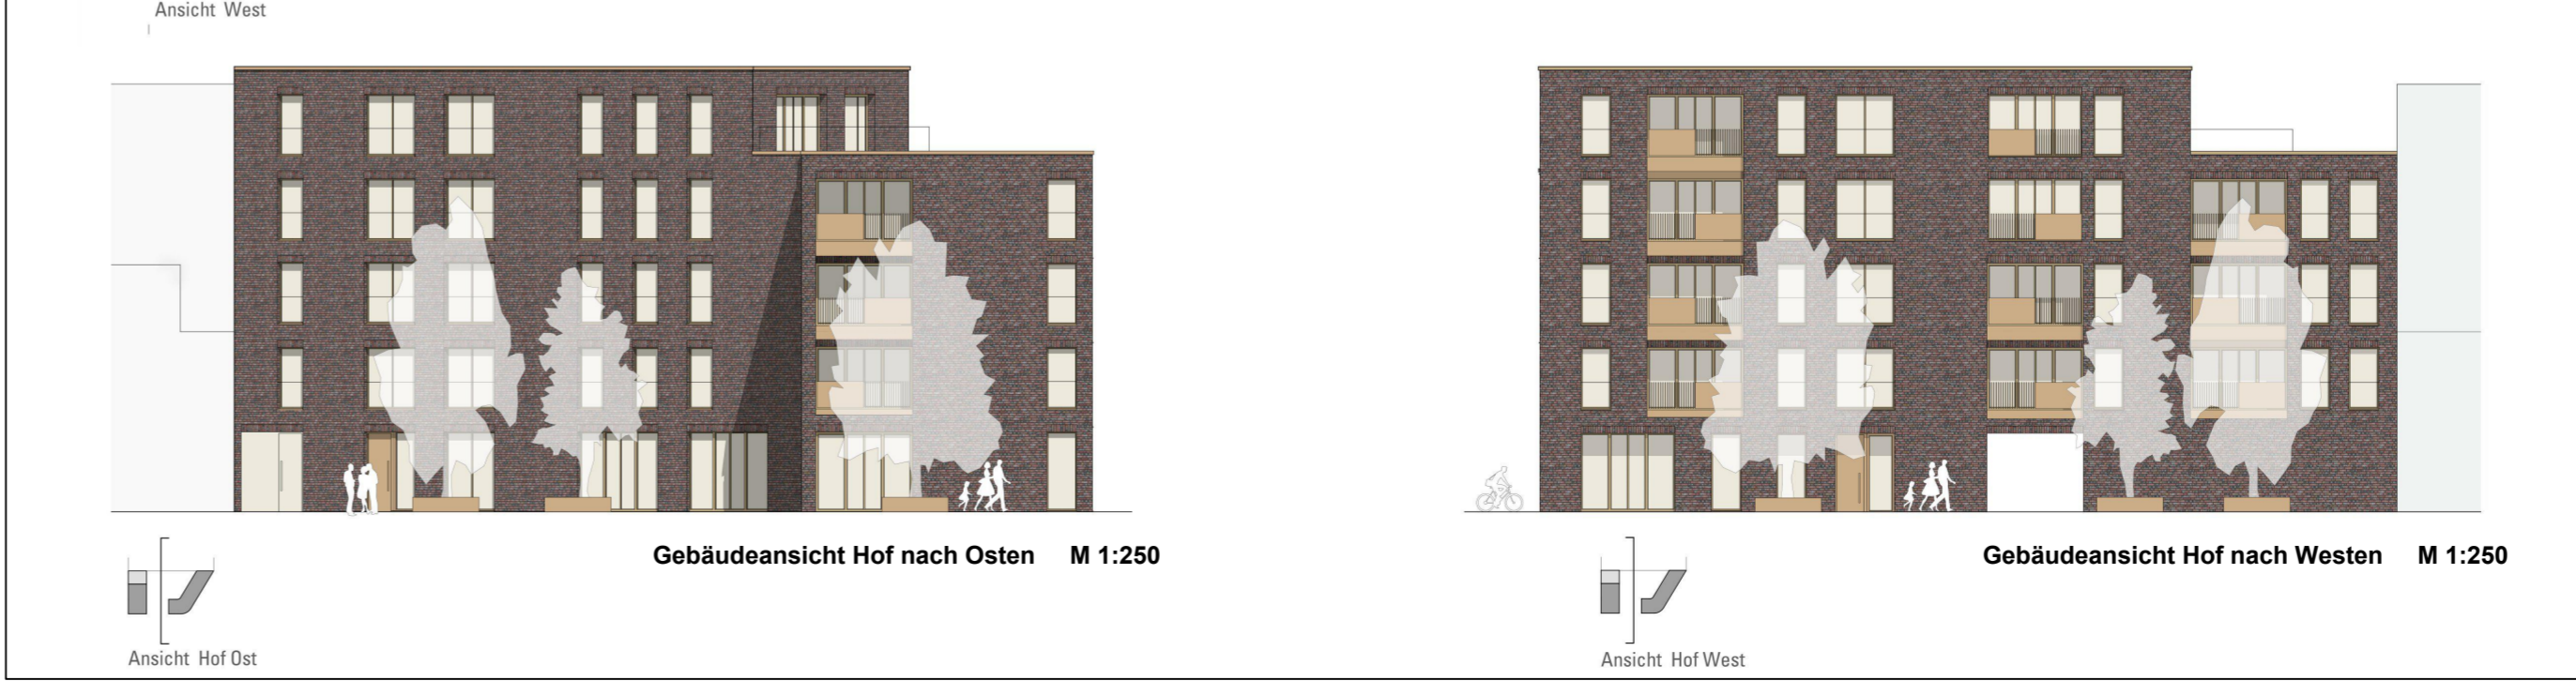 Ansicht West
Gebäudeansicht Hof nach Osten M 1:250
Gebäudeansicht Hof nach Westen M 1:250
Ansicht Hof Ost
Ansicht Hof West